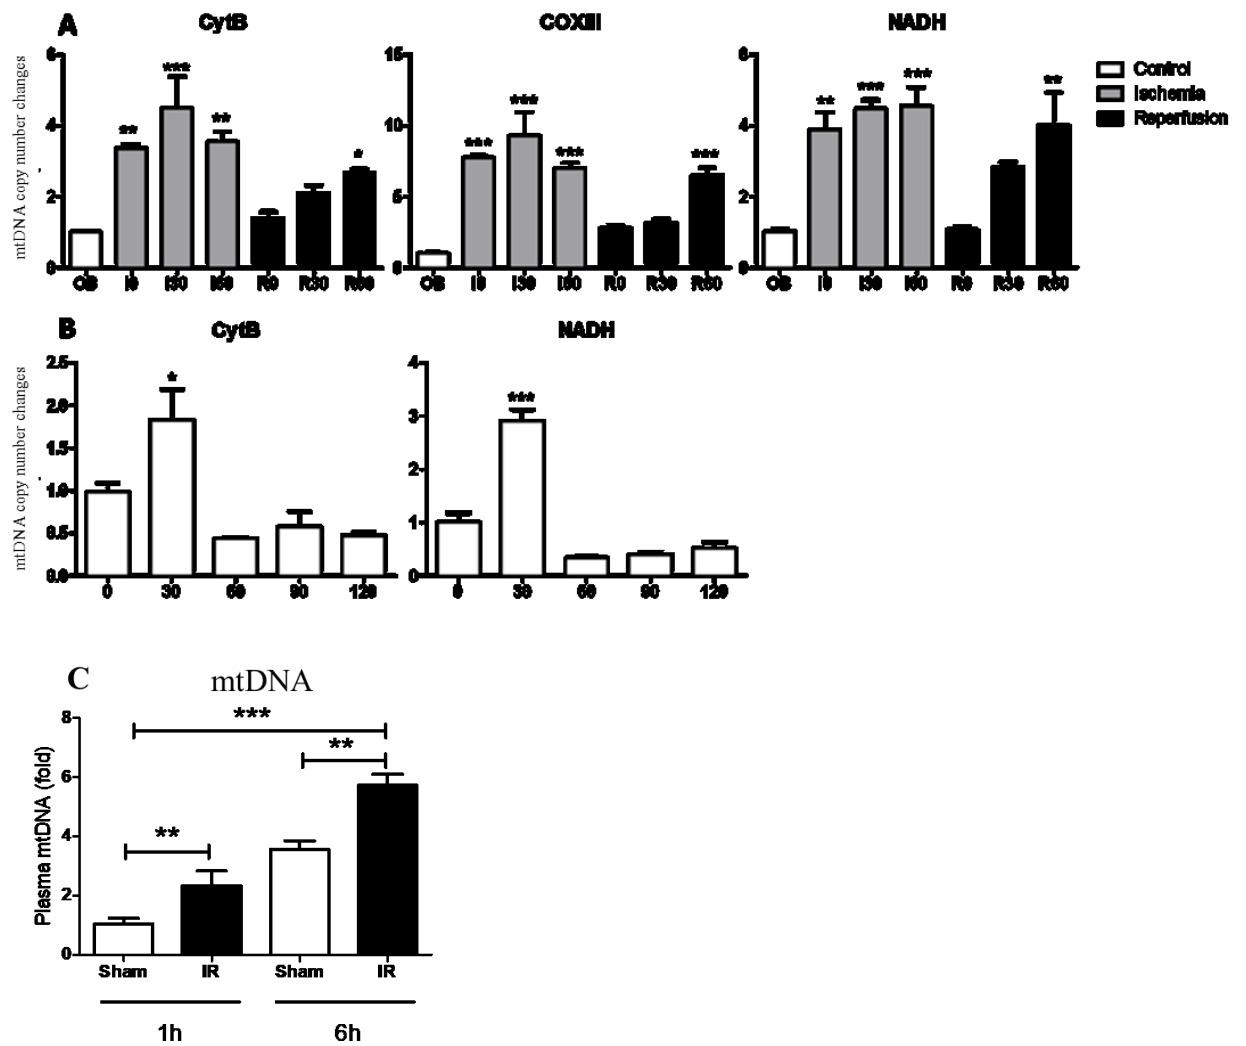 A
CytB
COXIII
NADH
mtDNA copy number changes
6
4
2
0
OB I0 I30 I60 R0 R30 R60
15
10
5
0
OB I0 I30 I60 R0 R30 R60
6
4
2
0
OB I0 I30 I60 R0 R30 R60
** *** ** *
*** *** *** ***
** *** *** **
Control
Ischemia
Reperfusion
B
CytB
NADH
mtDNA copy number changes
2.5
2.0
1.5
1.0
0.5
0.0
*
0 30 60 90 120
4
3
2
1
0
***
0 30 60 90 120
C
mtDNA
Plasma mtDNA (fold)
8
6
4
2
0
***
**
**
Sham IR Sham IR
1h 6h